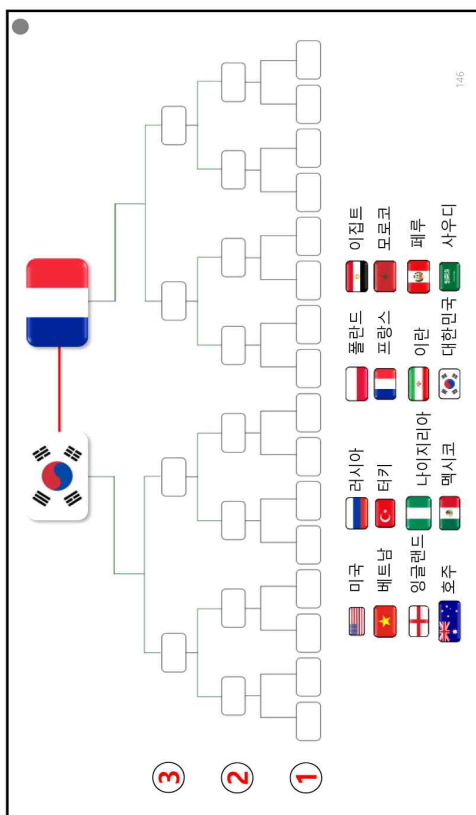 ③
②
①
미국 러시아 폴란드 이집트
베트남 터키 프랑스 모로코
잉글랜드 나이지리아 이란 페루
호주 멕시코 대한민국 사우디
146